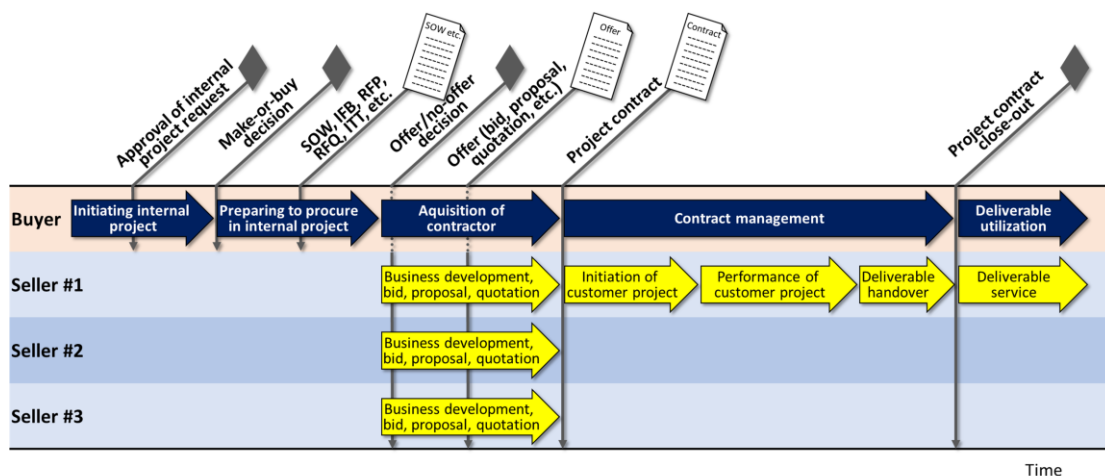 Approval of internal
project request
Make-or-buy
decision
SOW, IFB, RFP,
RFQ, ITT, etc.
SOW etc.
Offer/no-offer
decision
Offer (bid, proposal,
quotation, etc.)
Offer
Project contract
Contract
Project contract
close-out
Buyer
Initiating internal
project
Preparing to procure
in internal project
Aquisition of
contractor
Contract management
Deliverable
utilization
Seller #1
Business development,
bid, proposal, quotation
Initiation of
customer project
Performance of
customer project
Deliverable
handover
Deliverable
service
Seller #2
Business development,
bid, proposal, quotation
Seller #3
Business development,
bid, proposal, quotation
Time